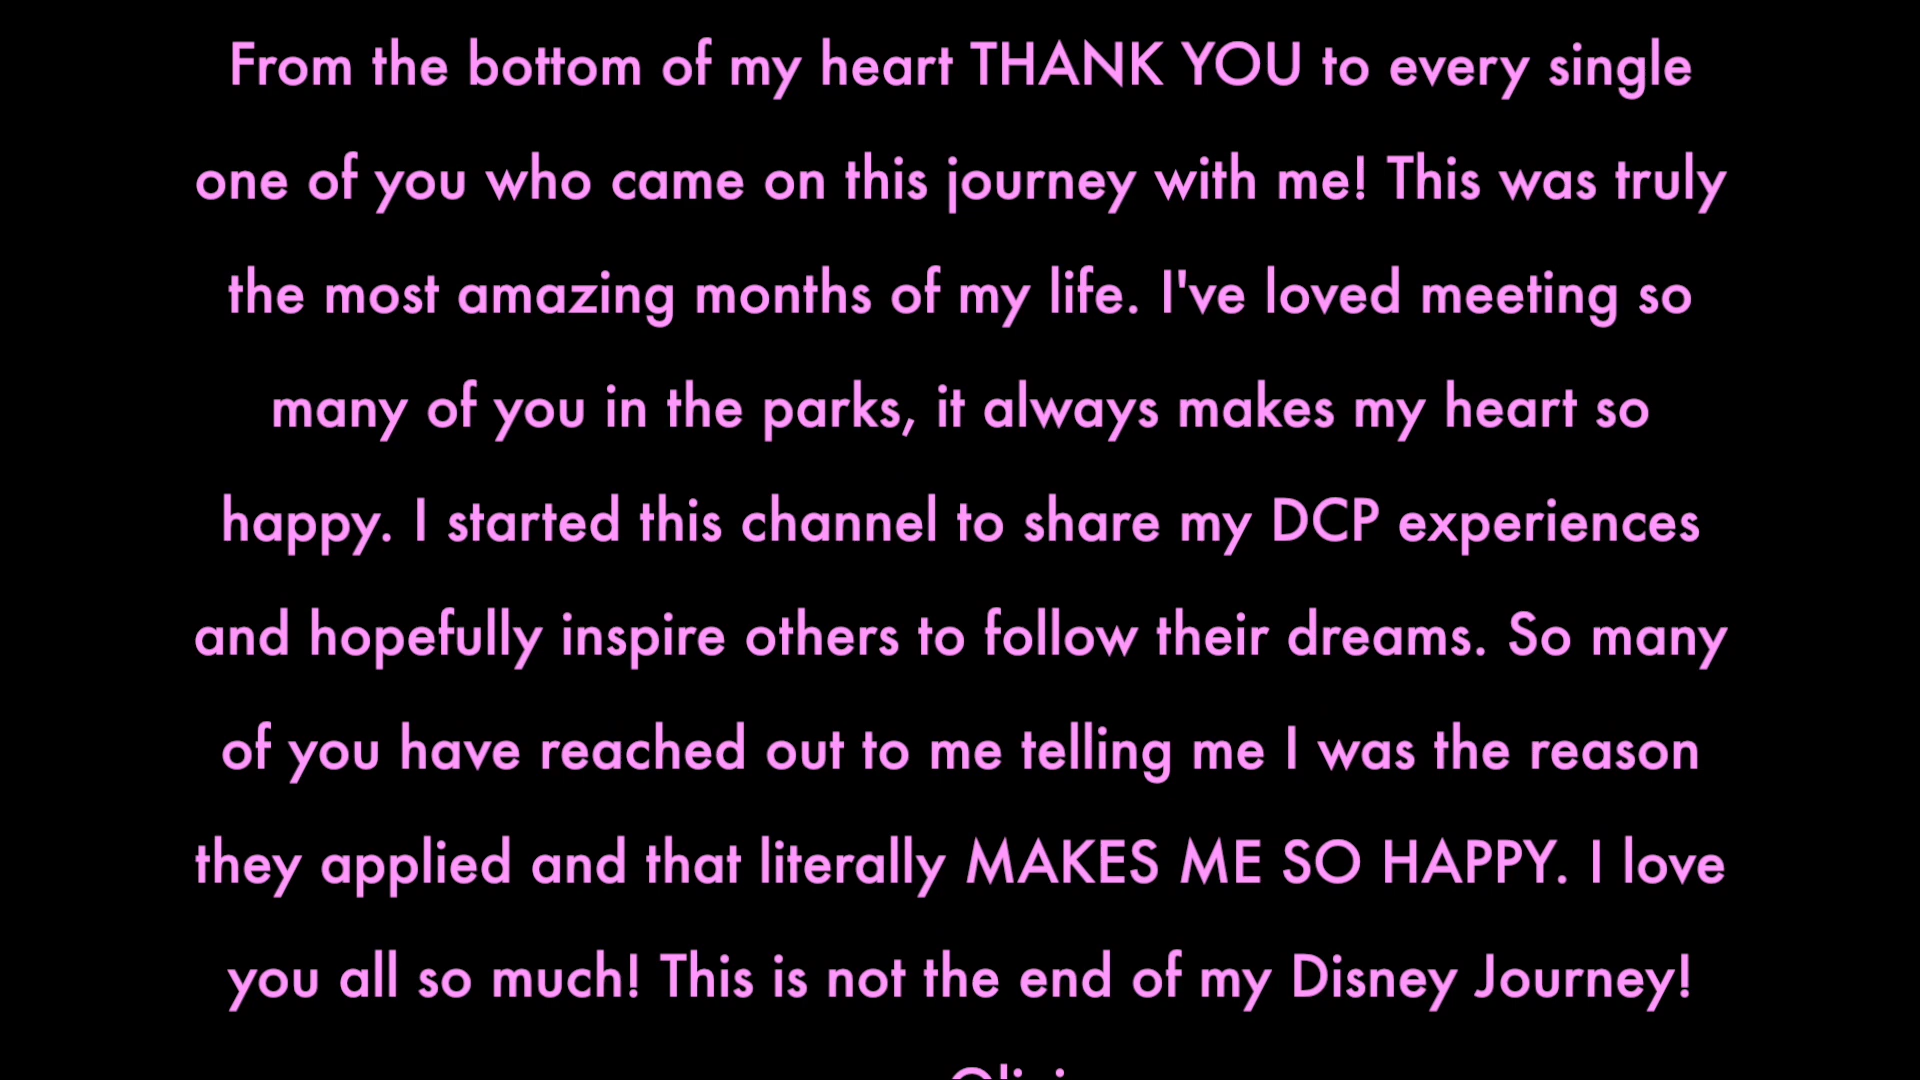 From the bottom of my heart THANK YOU to every single
one of you who came on this journey with me! This was truly
the most amazing months of my life. I've loved meeting so
many of you in the parks, it always makes my heart so
happy. I started this channel to share my DCP experiences
and hopefully inspire others to follow their dreams. So many
of you have reached out to me telling me I was the reason
they applied and that literally MAKES ME SO HAPPY. I love
you all so much! This is not the end of my Disney Journey!